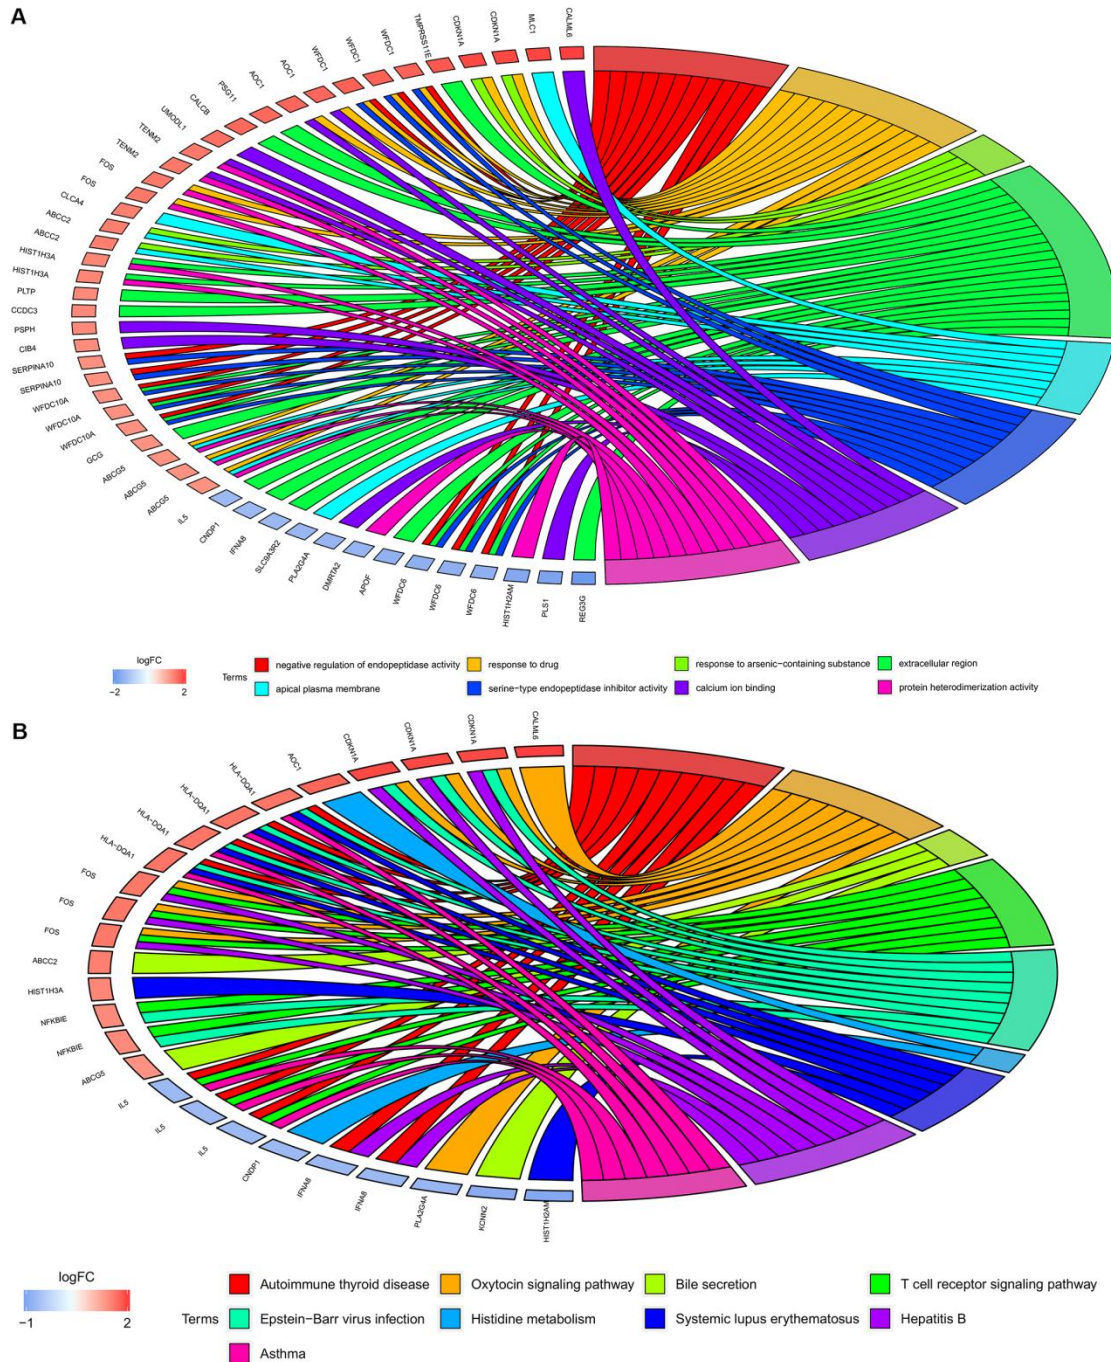 A
CALML6
MLC1
CDKN1A
CDKN1A
TMPRSS11E
WFDC1
WFDC1
WFDC1
AOC1
AOC1
PSG11
CALCB
UMODL1
TENM2
TENM2
FOS
FOS
CLCA4
ABCC2
ABCC2
HIST1H3A
HIST1H3A
PLTP
CCDC3
PSPH
CIB4
SERPINA10
SERPINA10
WFDC10A
WFDC10A
WFDC10A
GCG
ABCG5
ABCG5
ABCG5
IL5
CNDP1
IFNA8
SLC9A3R2
PLA2G4A
DMRTA2
APOF
WFDC6
WFDC6
WFDC6
HIST1H2AM
PLS1
REG3G
logFC
−2 2
Terms
negative regulation of endopeptidase activity response to drug response to arsenic−containing substance extracellular region
apical plasma membrane serine−type endopeptidase inhibitor activity calcium ion binding protein heterodimerization activity
B
CALML6
CDKN1A
CDKN1A
CDKN1A
AOC1
HLA−DQA1
HLA−DQA1
HLA−DQA1
HLA−DQA1
FOS
FOS
FOS
ABCC2
HIST1H3A
NFKBIE
NFKBIE
ABCG5
IL5
IL5
IL5
CNDP1
IFNA8
IFNA8
PLA2G4A
KCNN2
HIST1H2AM
logFC
−1 2
Terms
Autoimmune thyroid disease Oxytocin signaling pathway Bile secretion T cell receptor signaling pathway
Epstein−Barr virus infection Histidine metabolism Systemic lupus erythematosus Hepatitis B
Asthma